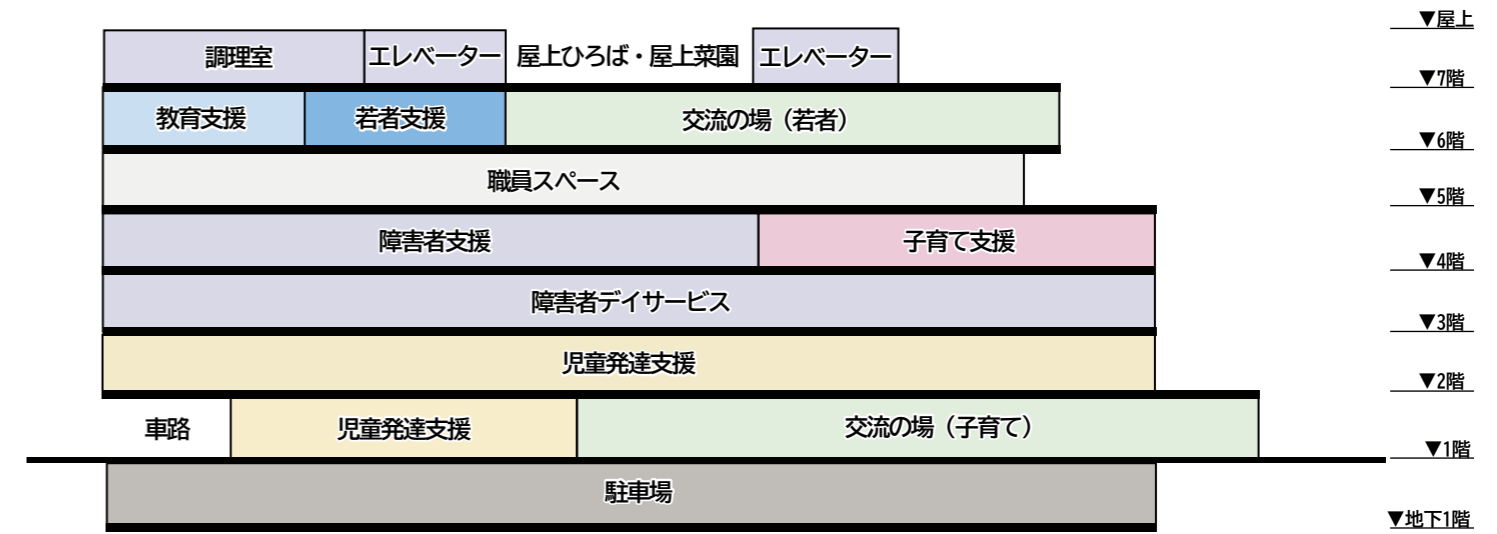 ▼屋上
調理室 エレベーター 屋上ひろば・屋上菜園 エレベーター
▼7階
教育支援 若者支援 交流の場（若者）
▼6階
職員スペース
▼5階
障害者支援 子育て支援
▼4階
障害者デイサービス
▼3階
児童発達支援
▼2階
車路 児童発達支援 交流の場（子育て）
▼1階
駐車場
▼地下1階